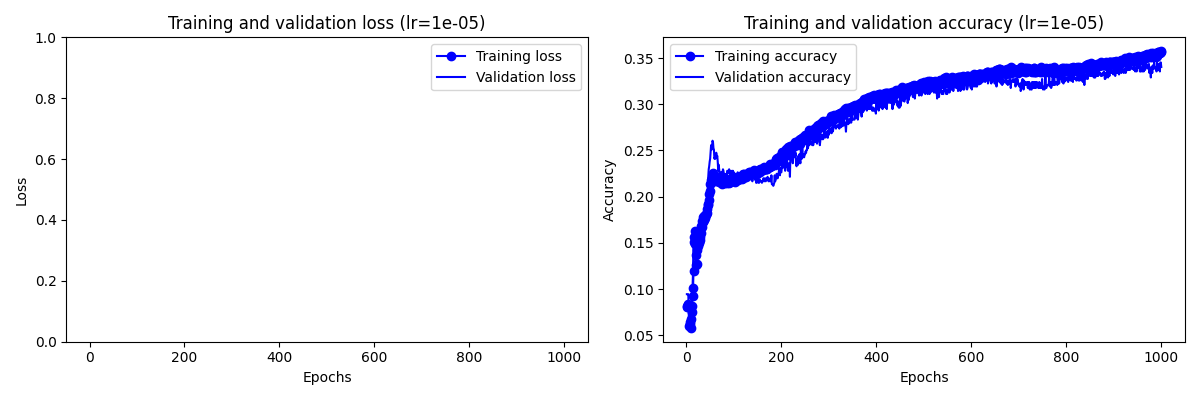 Training and validation loss (lr=1e-05)
1.0
0.8
0.6
0.4
0.2
0.0
Loss
Training loss
Validation loss
0 200 400 600 800 1000
Epochs
Training and validation accuracy (lr=1e-05)
0.35
0.30
0.25
0.20
0.15
0.10
0.05
Accuracy
Training accuracy
Validation accuracy
0 200 400 600 800 1000
Epochs